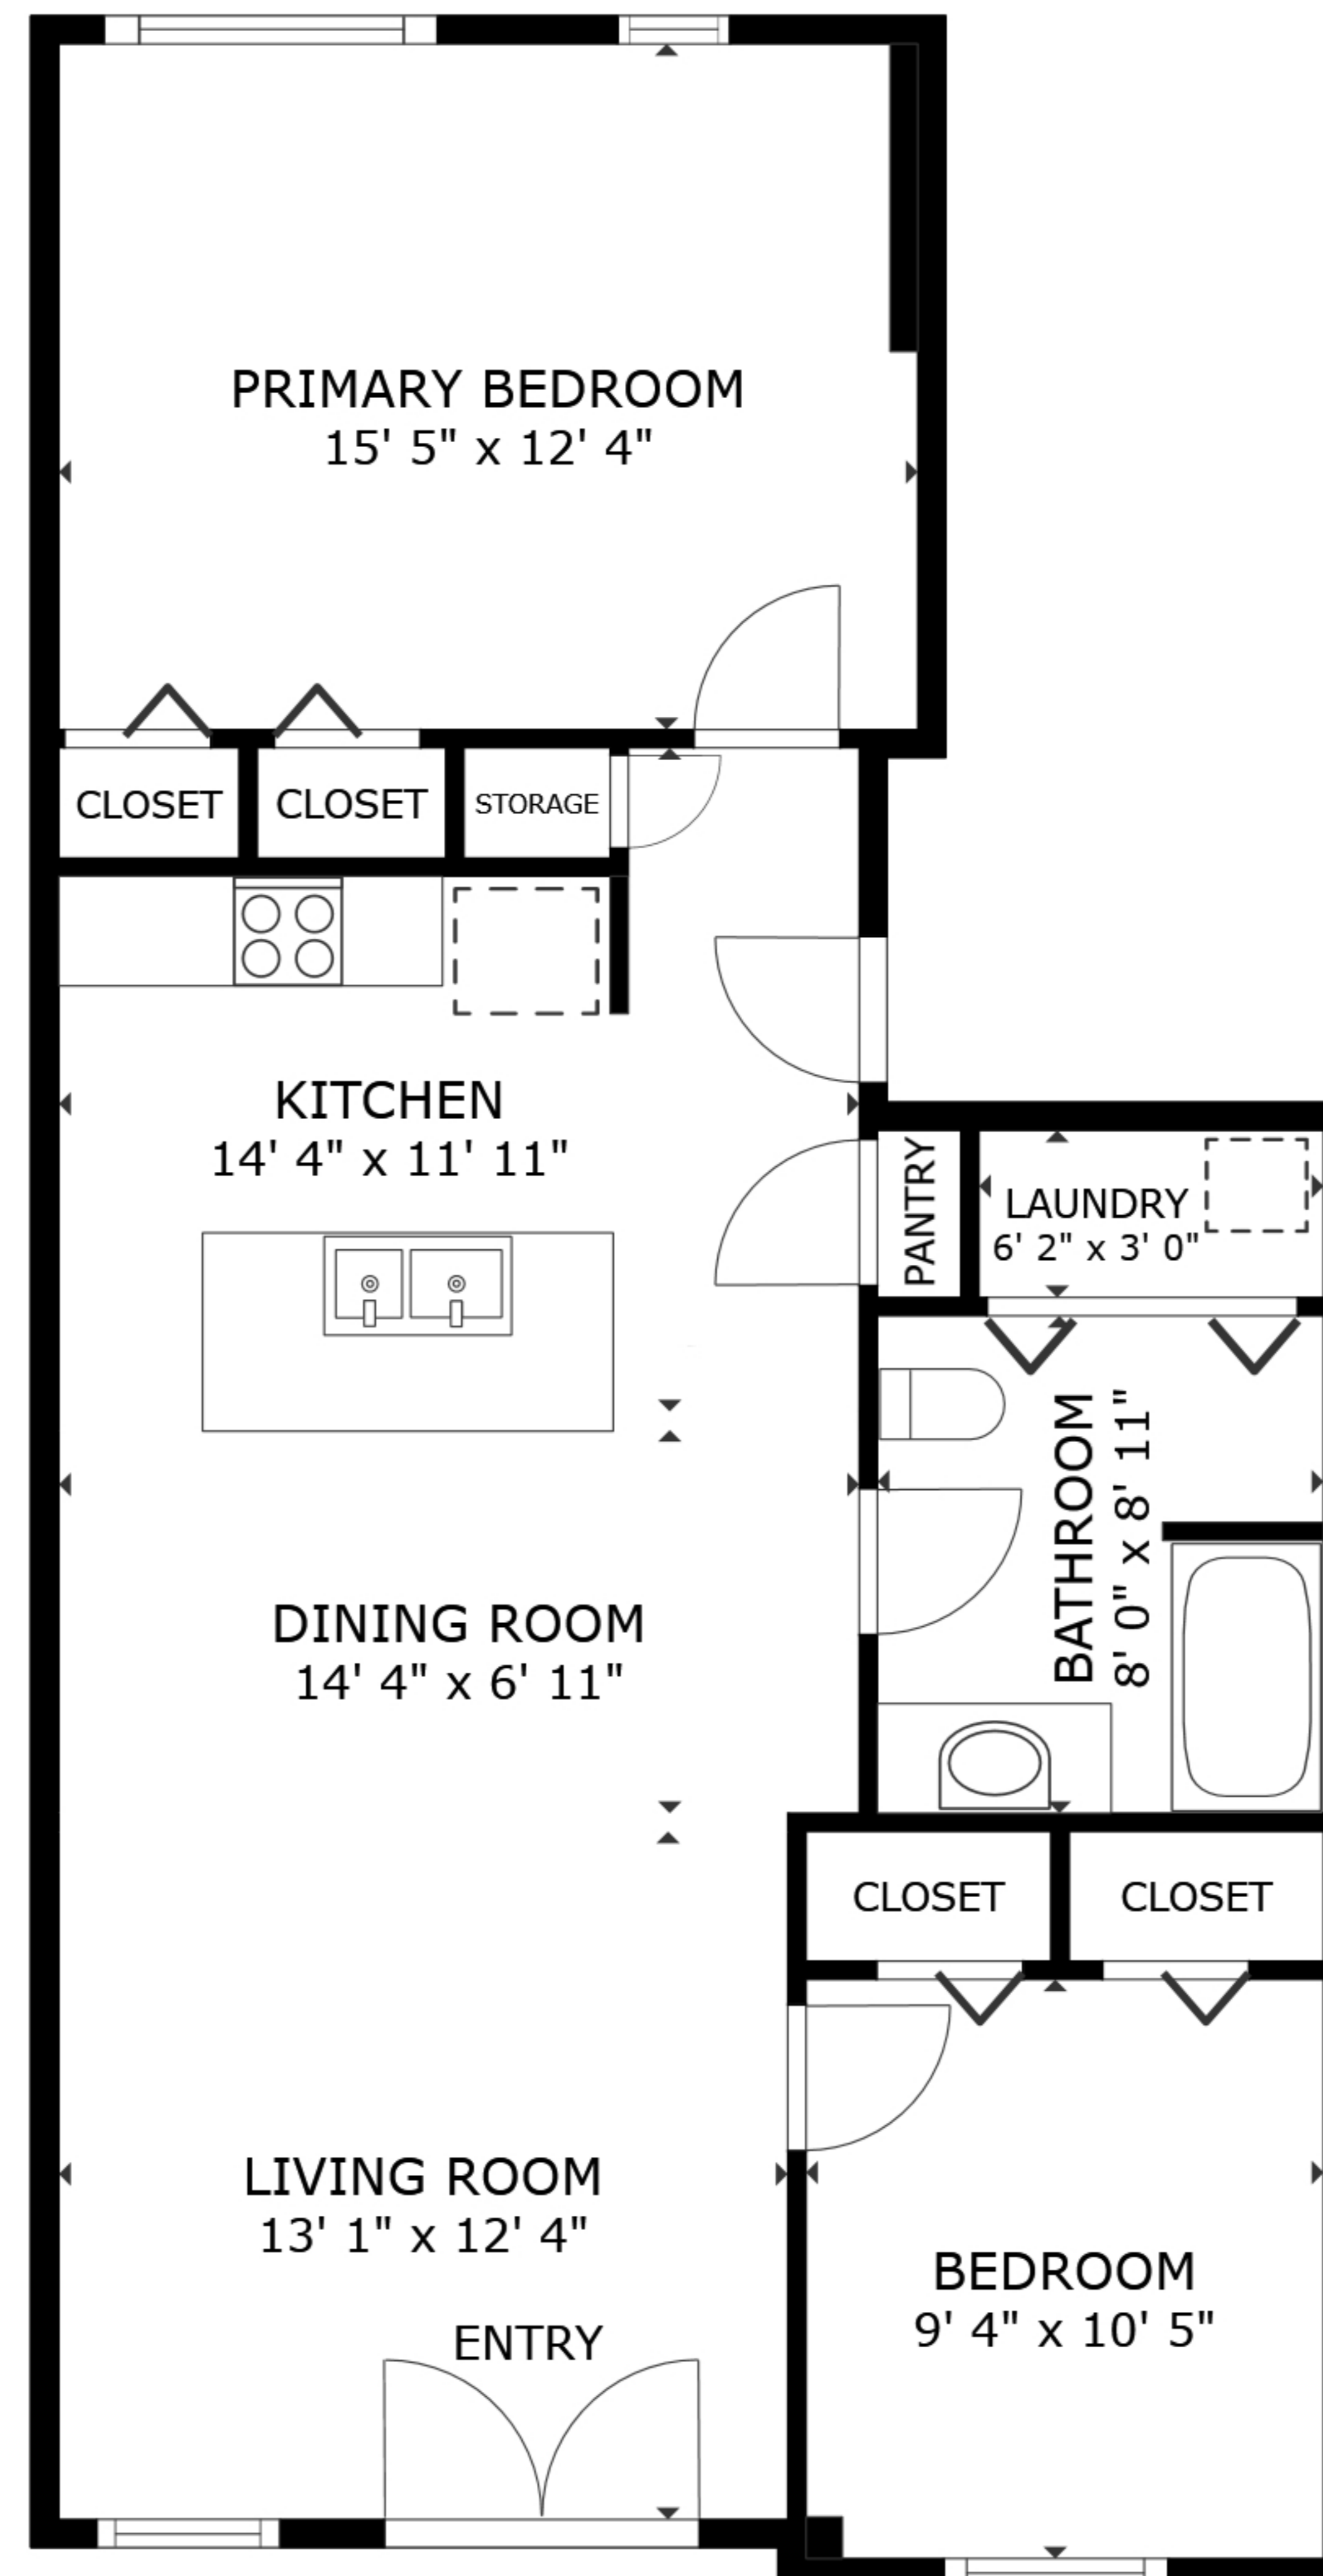 PRIMARY BEDROOM
15' 5" x 12' 4"
CLOSET
CLOSET
STORAGE
KITCHEN
14' 4" x 11' 11"
PANTRY
LAUNDRY
6' 2" x 3' 0"
BATHROOM
8' 0" x 8' 11"
DINING ROOM
14' 4" x 6' 11"
CLOSET
CLOSET
LIVING ROOM
13' 1" x 12' 4"
BEDROOM
9' 4" x 10' 5"
ENTRY